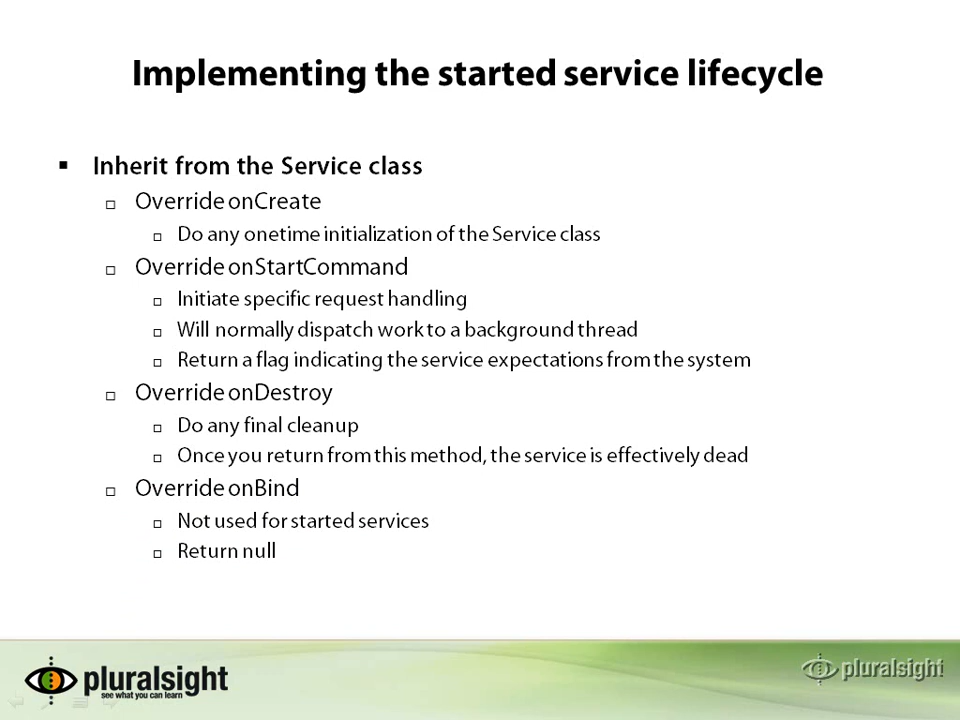 Implementing the started service lifecycle
Inherit from the Service class
Override onCreate
Do any onetime initialization of the Service class
Override onStartCommand
Initiate specific request handling
Will normally dispatch work to a background thread
Return a flag indicating the service expectations from the system
Override onDestroy
Do any final cleanup
Once you return from this method, the service is effectively dead
Override onBind
Not used for started services
Return null
pluralsight
see what you can learn
pluralsight